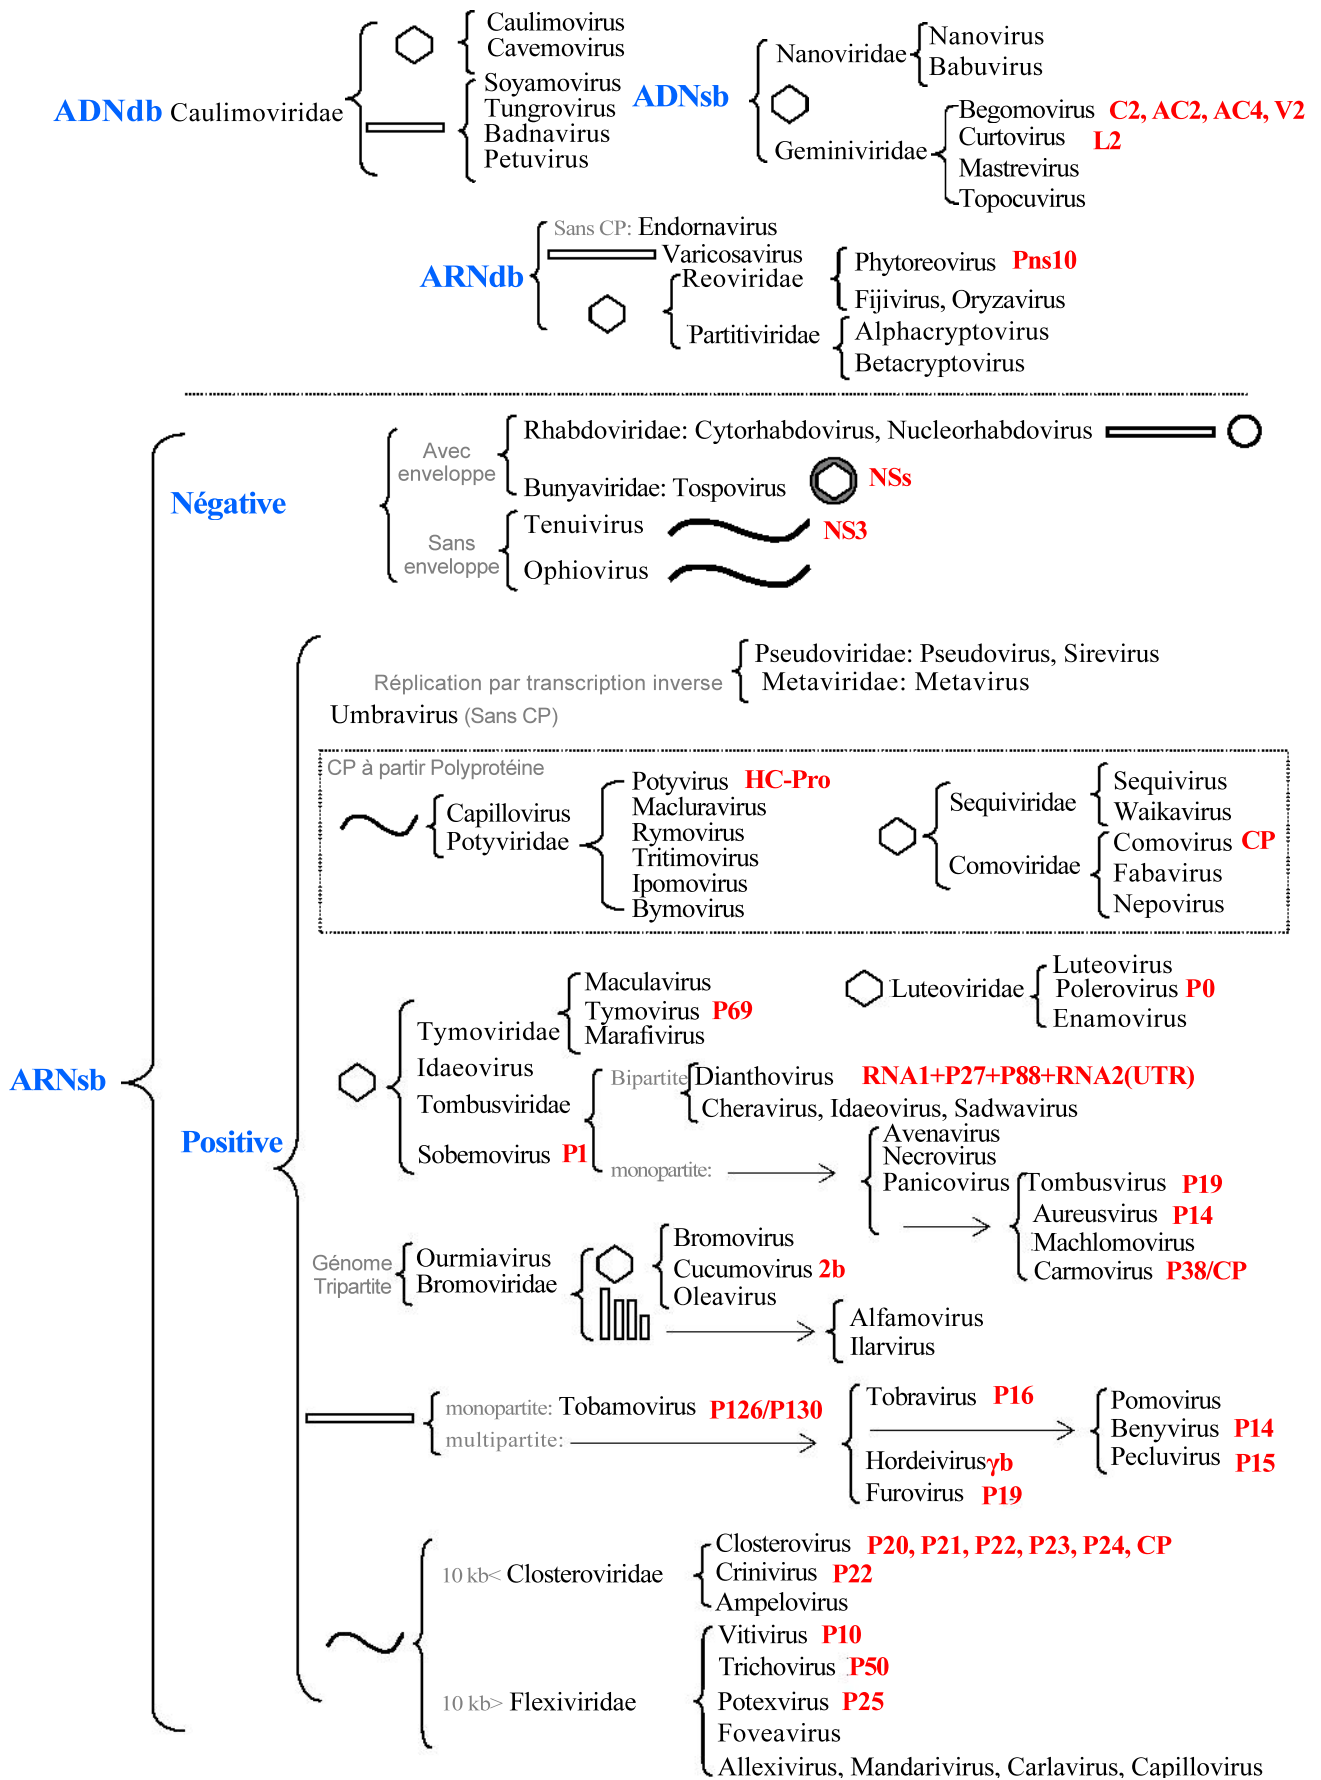 ADNdb Caulimoviridae
Caulimovirus
Cavemovirus
Soyamovirus
Tungrovirus
Badnavirus
Petuvirus
ADNsb
Nanoviridae
Nanovirus
Babuvirus
Geminiviridae
Begomovirus C2, AC2, AC4, V2
Curtovirus L2
Mastrevirus
Topocuvirus
ARNdb
Sans CP: Endornavirus
Varicosavirus
Reoviridae
Phytoreovirus Pns10
Fijivirus, Oryzavirus
Partitiviridae
Alphacryptovirus
Betacryptovirus
ARNsb
Négative
Avec
enveloppe
Rhabdoviridae: Cytorhabdovirus, Nucleorhabdovirus
Bunyaviridae: Tospovirus NSs
Sans
enveloppe
Tenuivirus NS3
Ophiovirus
Positive
Réplication par transcription inverse
Pseudoviridae: Pseudovirus, Sirevirus
Metaviridae: Metavirus
Umbravirus (Sans CP)
CP à partir Polyprotéine
Capillovirus
Potyviridae
Potyvirus HC-Pro
Macluravirus
Rymovirus
Tritimovirus
Ipomovirus
Bymovirus
Sequiviridae
Sequivirus
Waikavirus
Comoviridae
Comovirus CP
Fabavirus
Nepovirus
Tymoviridae
Maculavirus
Tymovirus P69
Marafivirus
Luteoviridae
Luteovirus
Polerovirus P0
Enamovirus
Idaeovirus
Tombusviridae
Sobemovirus P1
Bipartite
Dianthovirus RNA1+P27+P88+RNA2(UTR)
Cheravirus, Idaeovirus, Sadwavirus
monopartite:
Avenavirus
Necrovirus
Panicovirus
Tombusvirus P19
Aureusvirus P14
Machlomovirus
Carmovirus P38/CP
Génome
Tripartite
Ourmiavirus
Bromoviridae
Bromovirus
Cucumovirus 2b
Oleavirus
Alfamovirus
Ilarvirus
monopartite: Tobamovirus P126/P130
multipartite:
Tobravirus P16
Pomovirus
Benyvirus P14
Pecluvirus P15
Hordeivirusγb
Furovirus P19
10 kb< Closteroviridae
Closterovirus P20, P21, P22, P23, P24, CP
Crinivirus P22
Ampelovirus
10 kb> Flexiviridae
Vitivirus P10
Trichovirus P50
Potexvirus P25
Foveavirus
Allexivirus, Mandarivirus, Carlavirus, Capillovirus